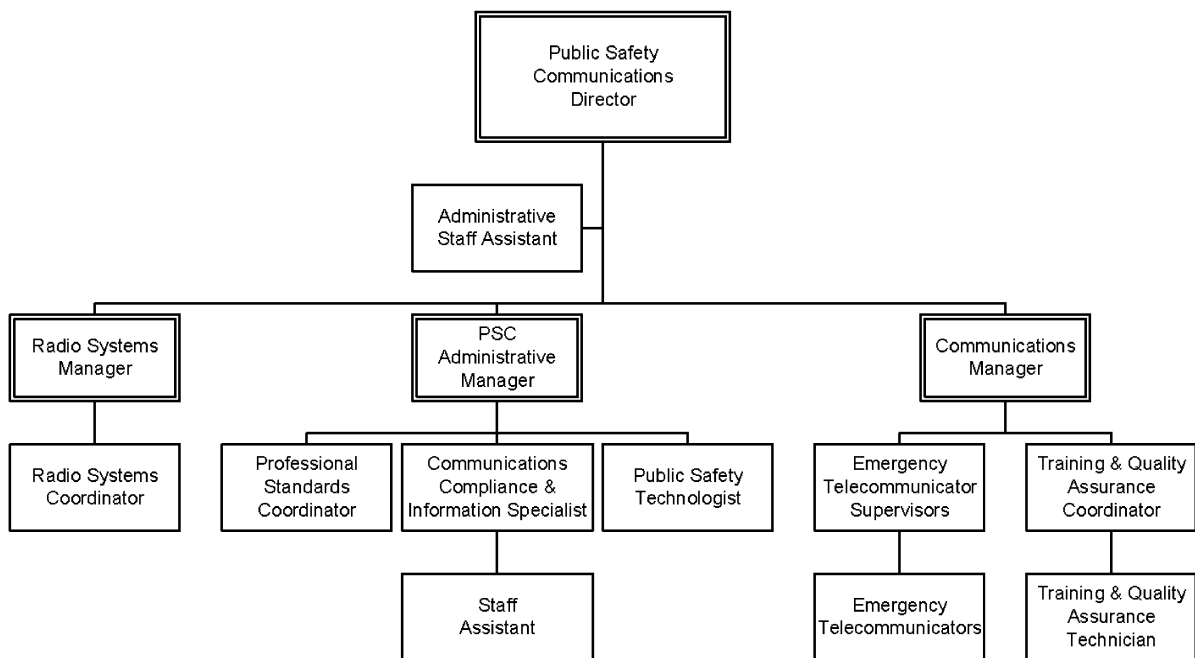 Public Safety
Communications
Director
Administrative
Staff Assistant
Radio Systems
Manager
PSC
Administrative
Manager
Communications
Manager
Radio Systems
Coordinator
Professional
Standards
Coordinator
Communications
Compliance &
Information Specialist
Public Safety
Technologist
Emergency
Telecommunicator
Supervisors
Training & Quality
Assurance
Coordinator
Staff
Assistant
Emergency
Telecommunicators
Training & Quality
Assurance
Technician